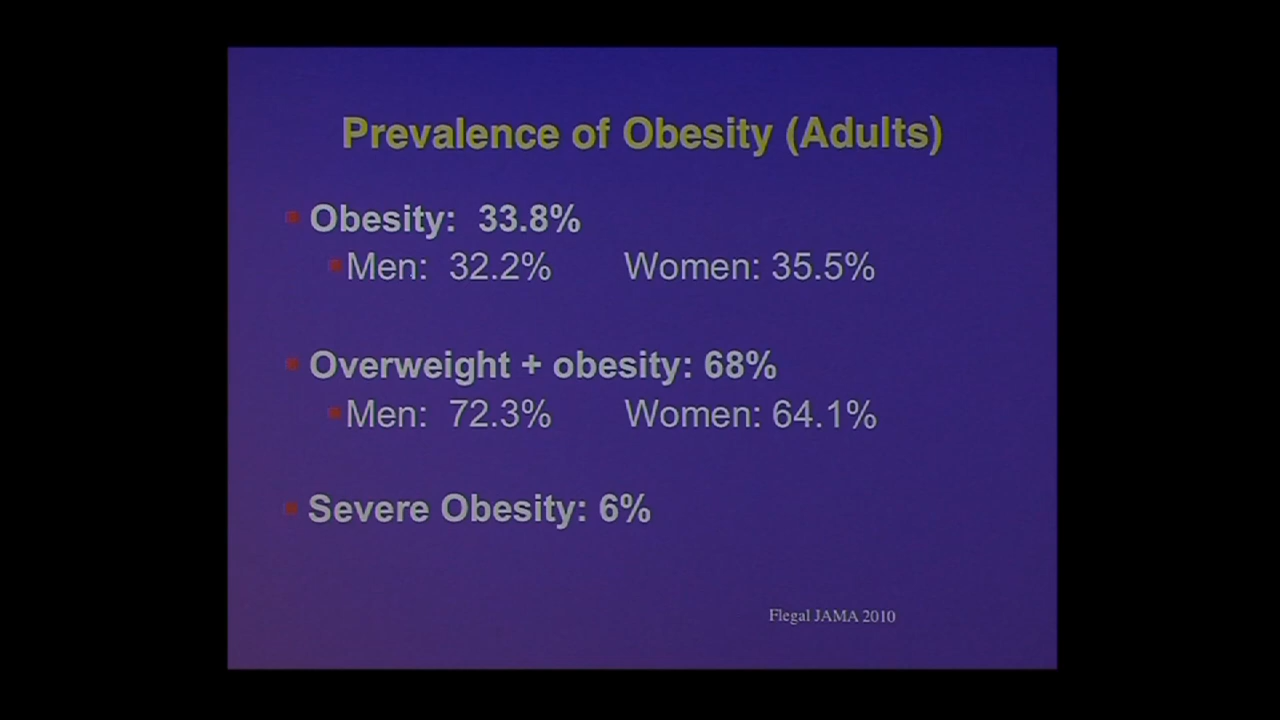 Prevalence of Obesity (Adults)
Obesity: 33.8%
Men: 32.2% Women: 35.5%
Overweight + obesity: 68%
Men: 72.3% Women: 64.1%
Severe Obesity: 6%
Flegal JAMA 2010